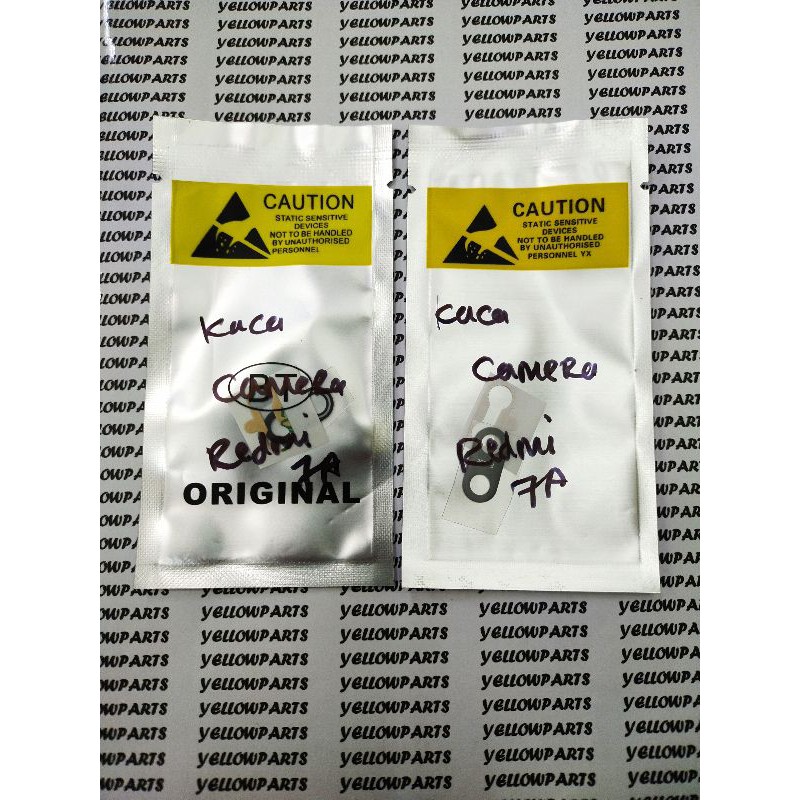 yellowPARTS
CAUTION
STATIC SENSITIVE
DEVICES
NOT TO BE HANDLED
BY UNAUTHORISED
PERSONNEL
Kaca
Camera
BT
Redmi
7A
ORIGINAL
CAUTION
STATIC SENSITIVE
DEVICES
NOT TO BE HANDLED
BY UNAUTHORISED
PERSONNEL YX
Kaca
Camera
Redmi
7A